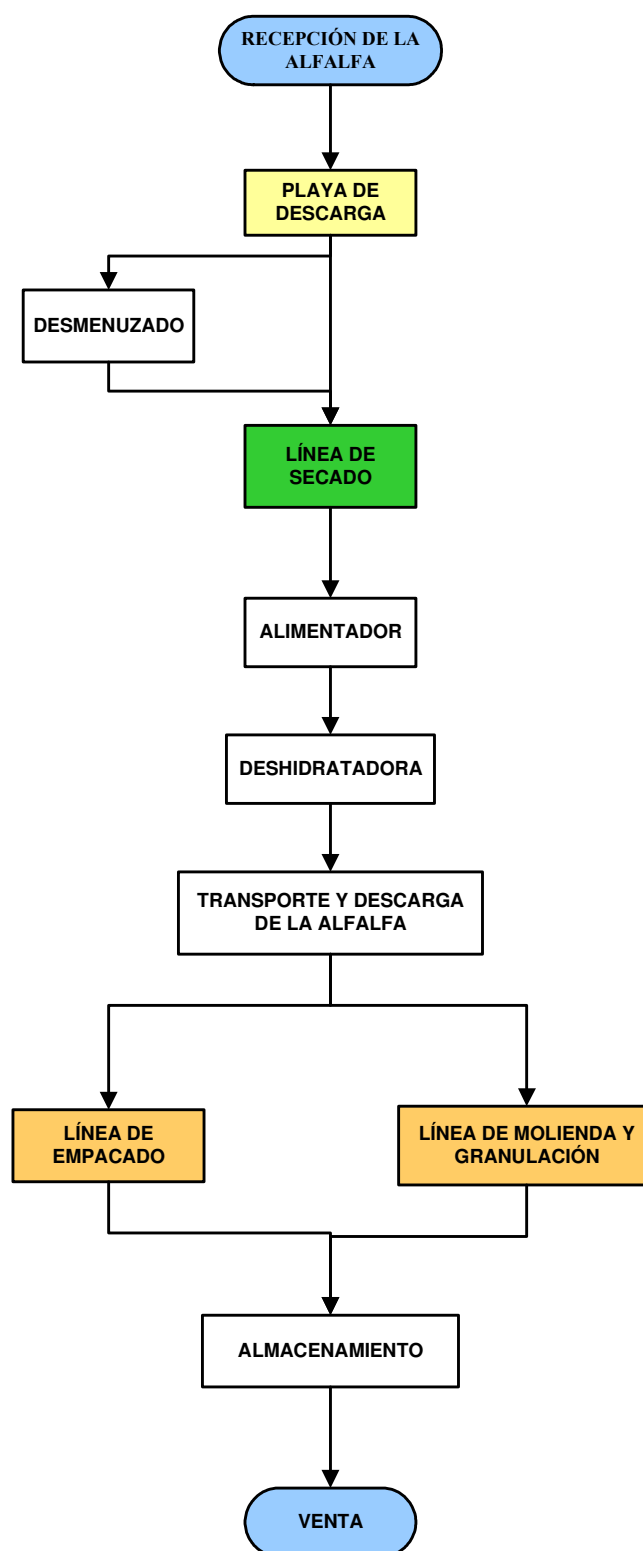 RECEPCIÓN DE LA
ALFALFA
PLAYA DE
DESCARGA
DESMENUZADO
LÍNEA DE
SECADO
ALIMENTADOR
DESHIDRATADORA
TRANSPORTE Y DESCARGA
DE LA ALFALFA
LÍNEA DE
EMPACADO
LÍNEA DE MOLIENDA Y
GRANULACIÓN
ALMACENAMIENTO
VENTA